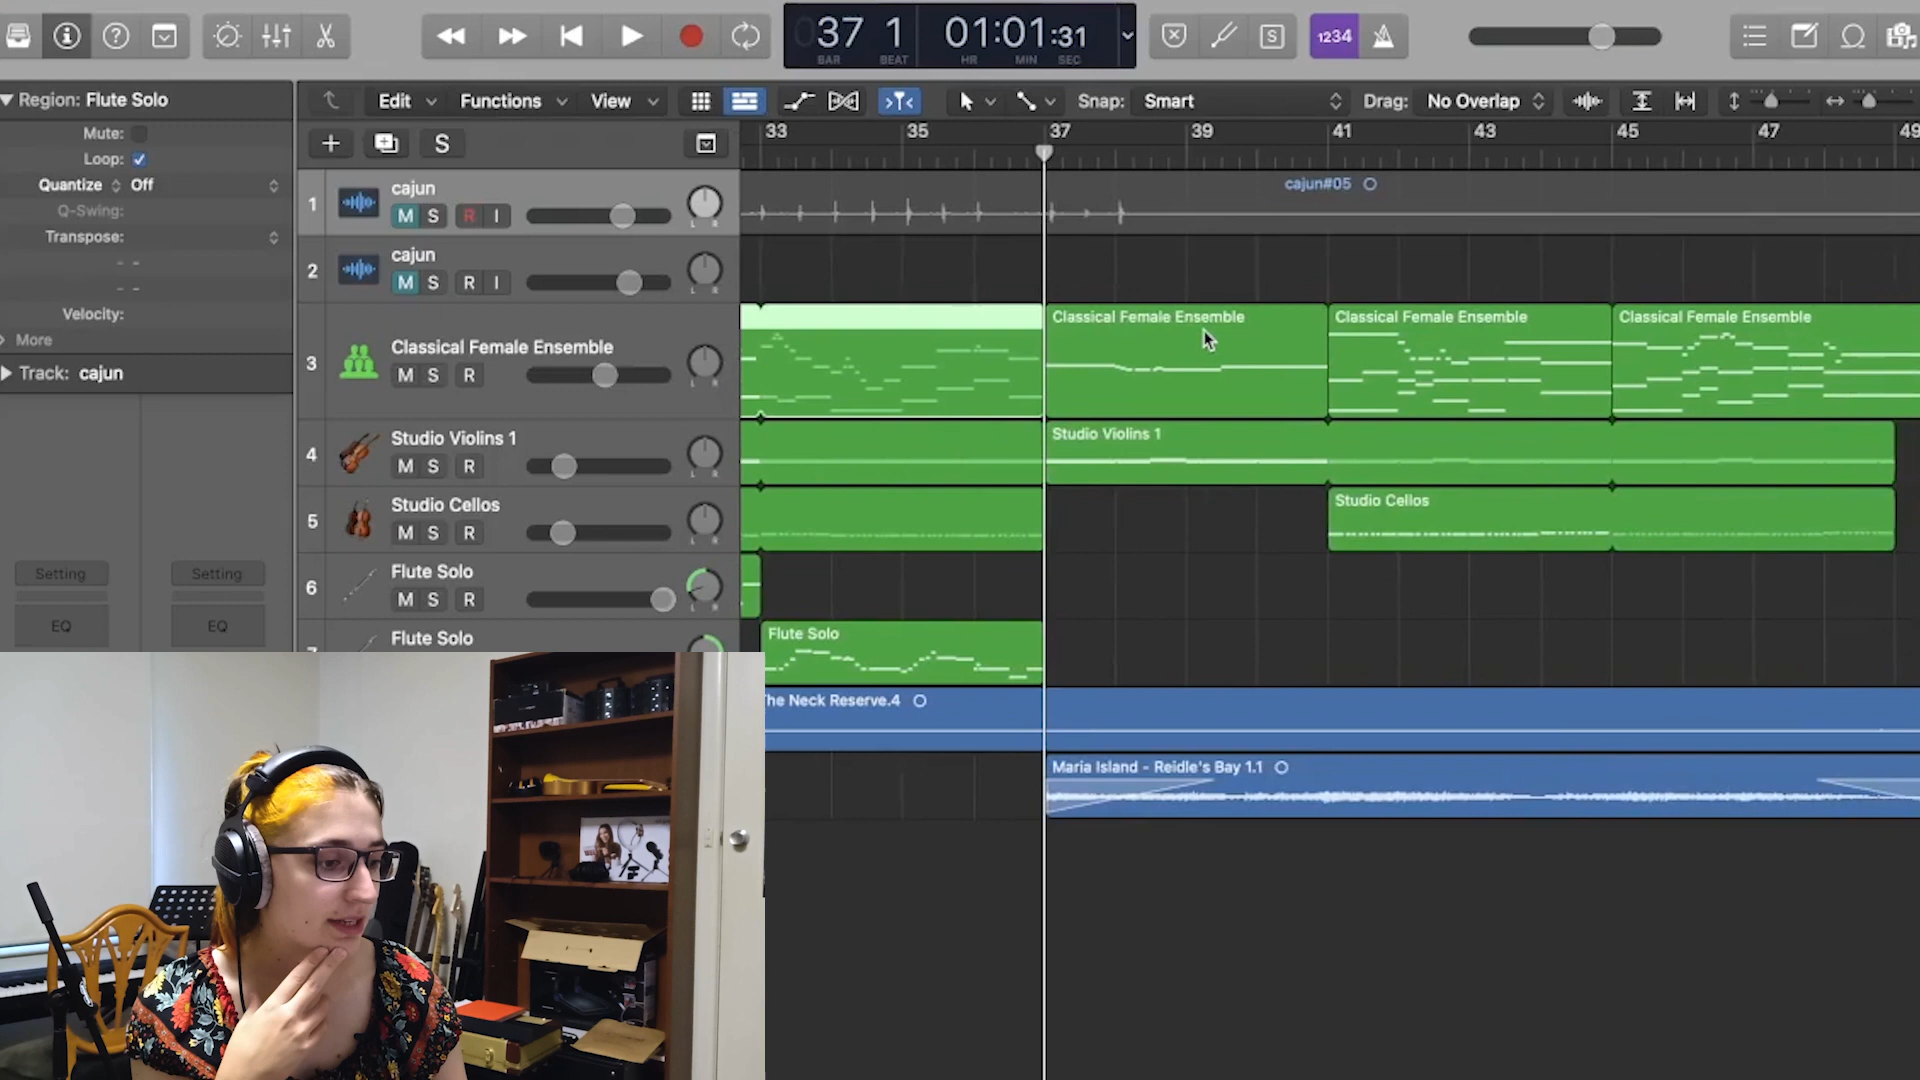 37 1
01:01:31
BAR BEAT HR MIN SEC
1234
Region: Flute Solo
Edit Functions View Snap: Smart Drag: No Overlap
Mute:
Loop:
Quantize Off
Q-Swing:
Transpose:
Velocity:
More
Track: cajun
Setting Setting
EQ EQ
S
33 35 37 39 41 43 45 47 49
1 cajun
M S R I
L R
cajun#05
2 cajun
M S R I
L R
3 Classical Female Ensemble
M S R
L R
Classical Female Ensemble
Classical Female Ensemble
Classical Female Ensemble
4 Studio Violins 1
M S R
L R
Studio Violins 1
5 Studio Cellos
M S R
L R
Studio Cellos
6 Flute Solo
M S R
L R
Flute Solo
Flute Solo
The Neck Reserve.4
Maria Island - Reidle's Bay 1.1